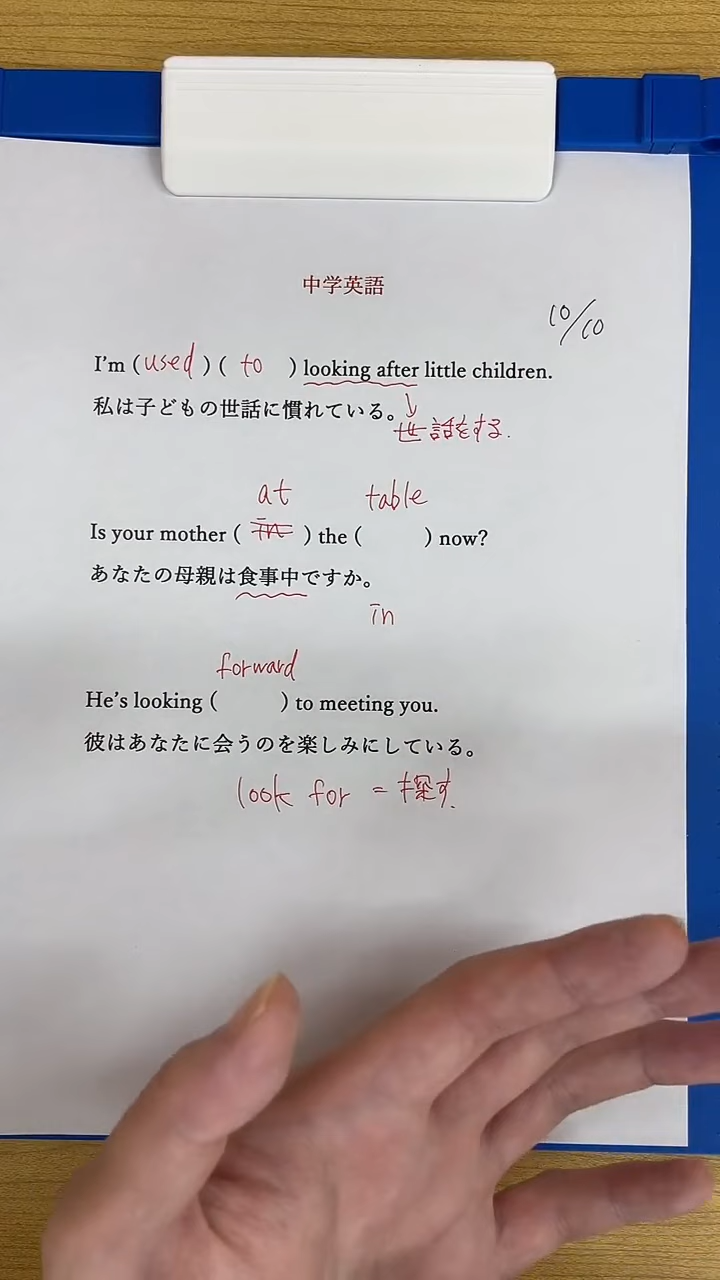 中学英語
10/10
I'm ( used ) ( to ) looking after little children.
私は子どもの世話に慣れている。
↓
世話をする.
at table
Is your mother ( in ) the ( ) now?
あなたの母親は食事中ですか。
in
forward
He's looking ( ) to meeting you.
彼はあなたに会うのを楽しみにしている。
look for = 探す.